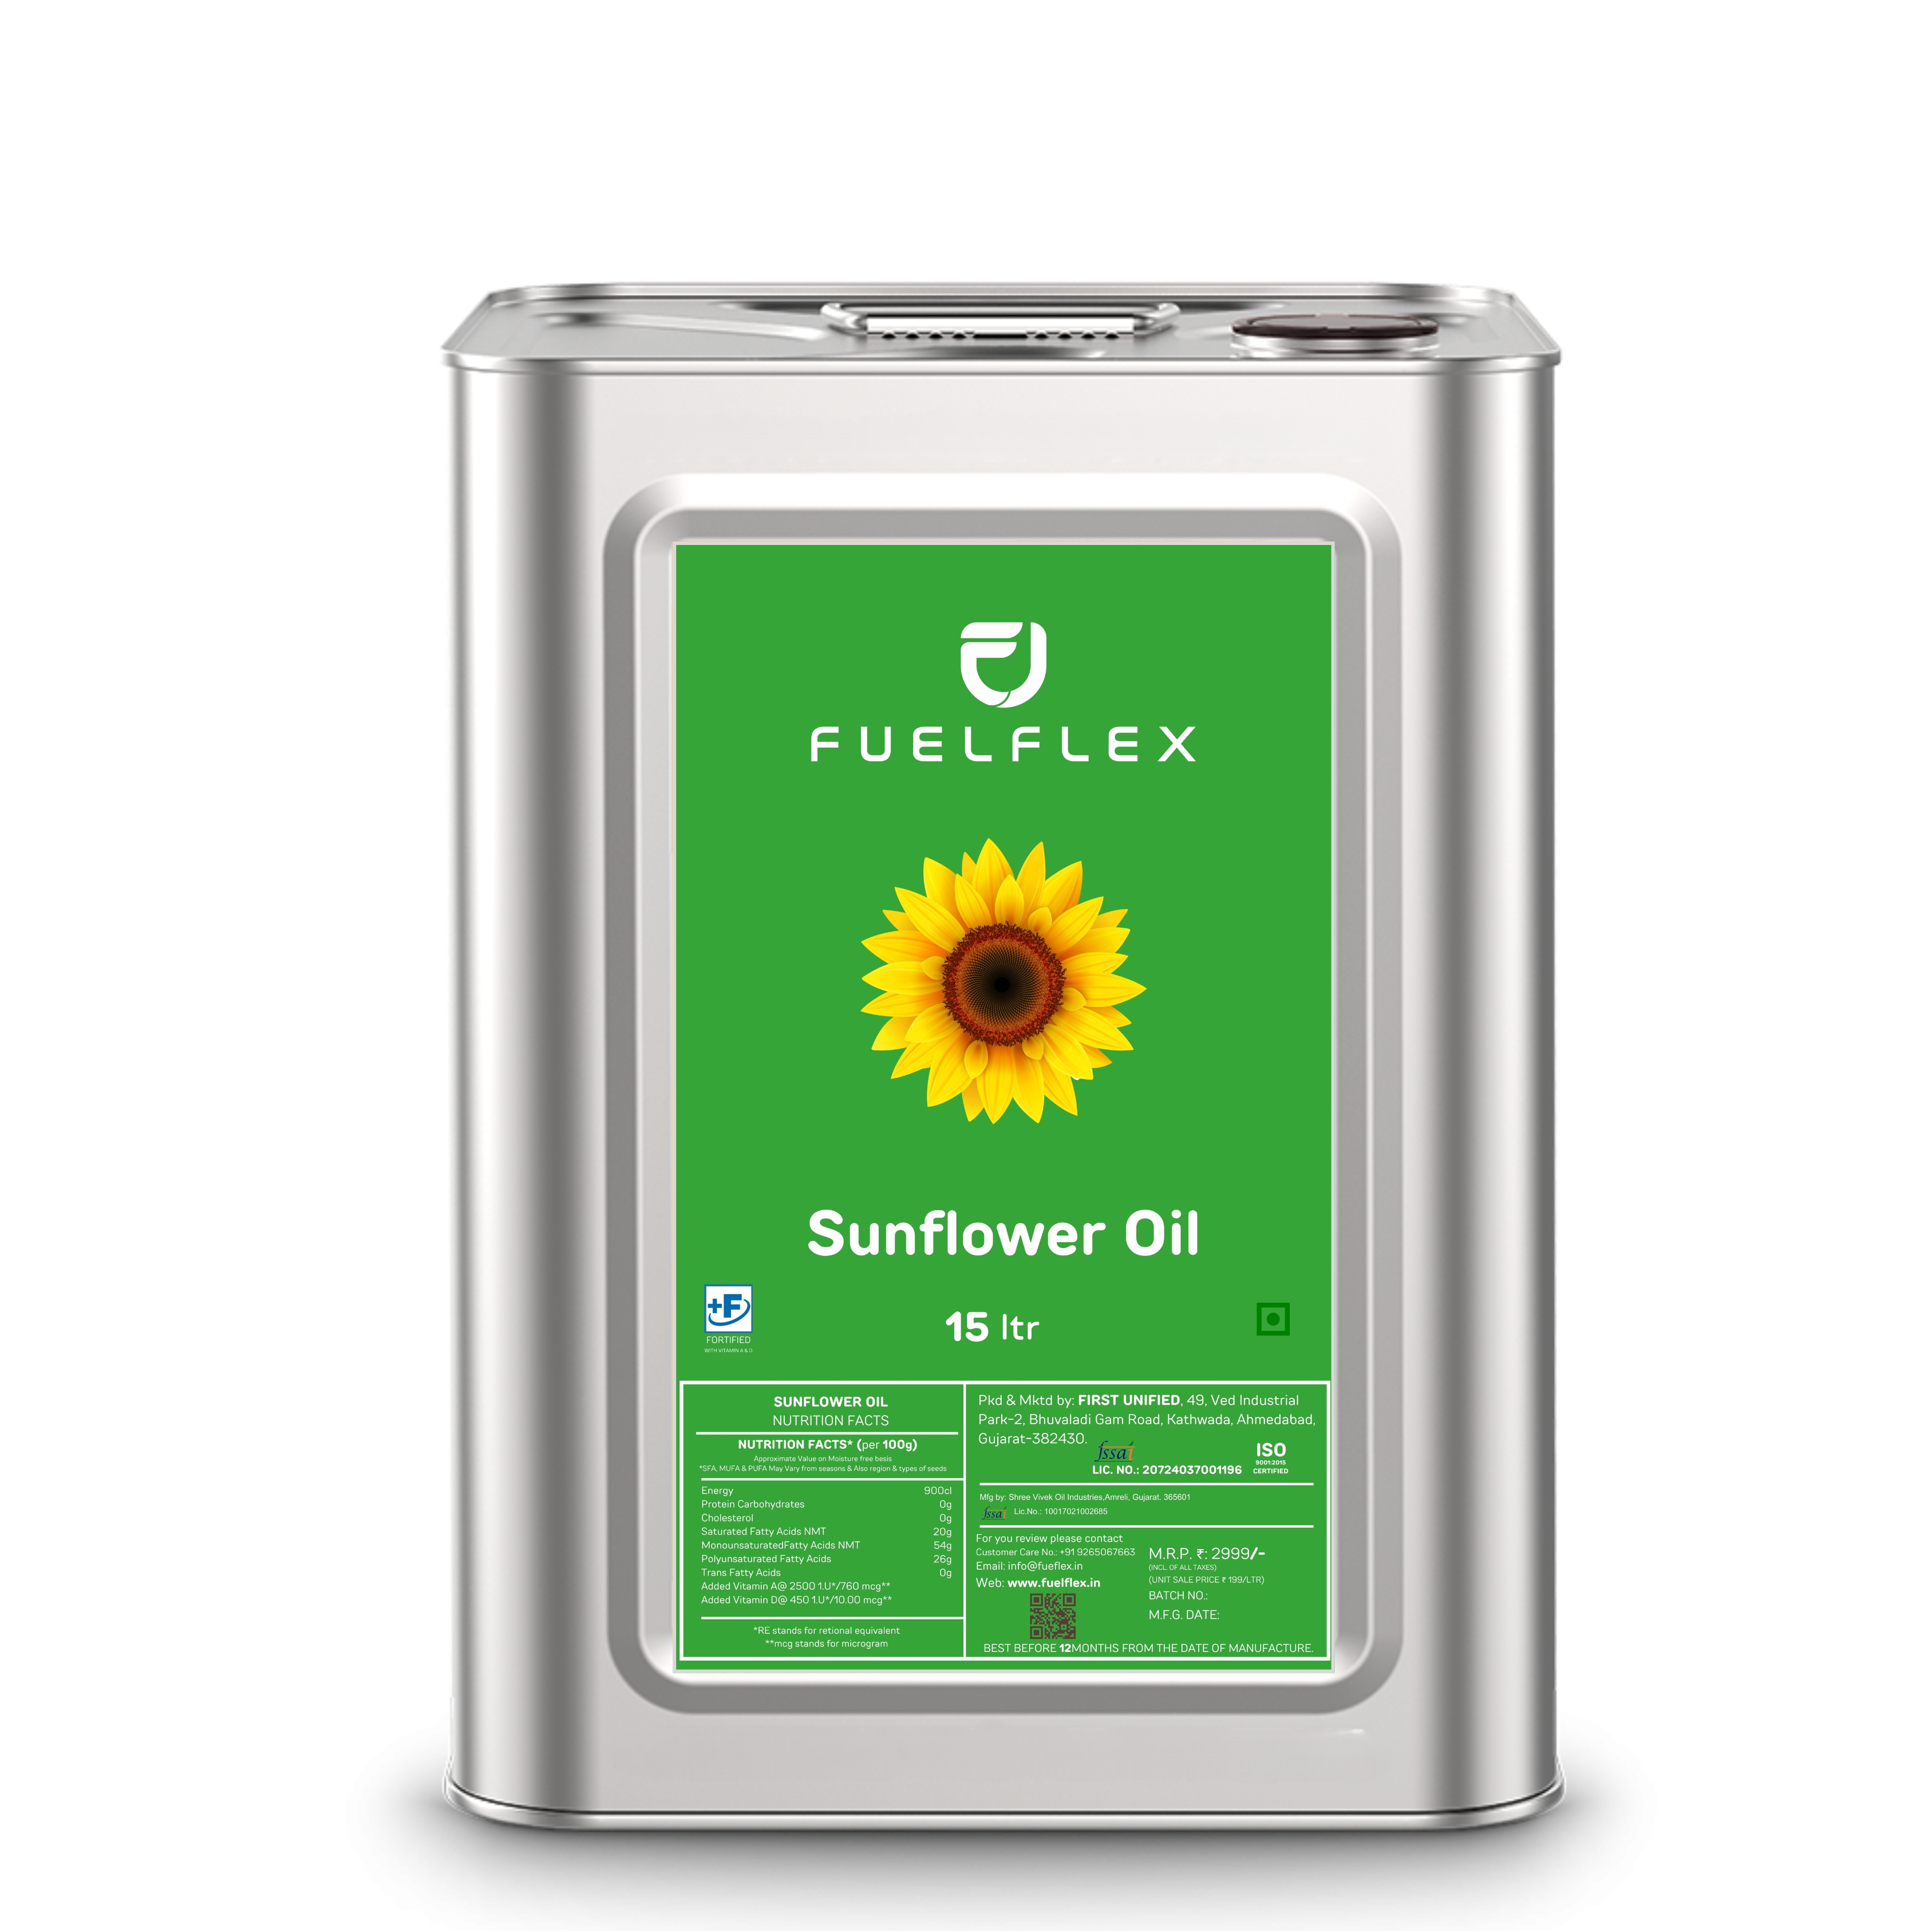 FUELFLEX
Sunflower Oil
+F
FORTIFIED
WITH VITAMIN A & D
15 ltr
SUNFLOWER OIL
NUTRITION FACTS
NUTRITION FACTS* (per 100g)
Approximate Value on Moisture free besis
*SFA, MUFA & PUFA May Vary from seasons & Also region & types of seeds
Energy 900cl
Protein Carbohydrates 0g
Cholesterol 0g
Saturated Fatty Acids NMT 20g
MonounsaturatedFatty Acids NMT 54g
Polyunsaturated Fatty Acids 26g
Trans Fatty Acids 0g
Added Vitamin A@ 2500 1.U*/760 mcg**
Added Vitamin D@ 450 1.U*/10.00 mcg**
*RE stands for retional equivalent
**mcg stands for microgram
Pkd & Mktd by: FIRST UNIFIED, 49, Ved Industrial
Park-2, Bhuvaladi Gam Road, Kathwada, Ahmedabad,
Gujarat-382430.
fssai
LIC. NO.: 20724037001196
ISO
9001:2015
CERTIFIED
Mfg by: Shree Vivek Oil Industries,Amreli, Gujarat. 365601
fssai Lic.No.: 10017021002685
For you review please contact
Customer Care No.: +91 9265067663
Email: info@fueflex.in
Web: www.fuelflex.in
M.R.P. ₹: 2999/-
(INCL. OF ALL TAXES)
(UNIT SALE PRICE ₹ 199/LTR)
BATCH NO.:
M.F.G. DATE:
BEST BEFORE 12MONTHS FROM THE DATE OF MANUFACTURE.